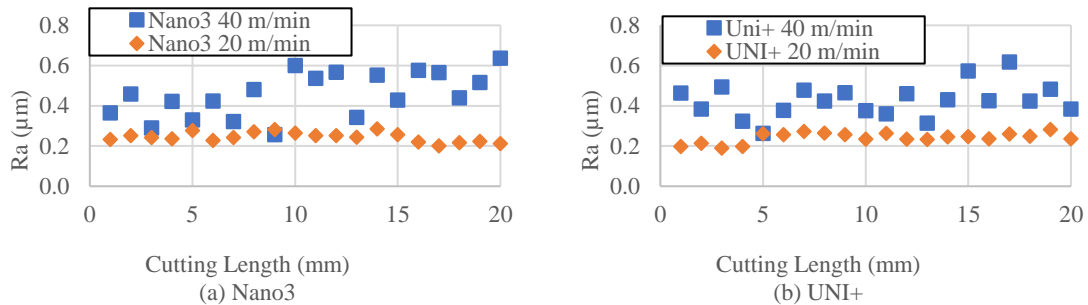 0.8
0.6
0.4
0.2
0.0
Ra (µm)
Nano3 40 m/min
Nano3 20 m/min
0 5 10 15 20
Cutting Length (mm)
(a) Nano3
0.8
0.6
0.4
0.2
0.0
Ra (µm)
Uni+ 40 m/min
UNI+ 20 m/min
0 5 10 15 20
Cutting Length (mm)
(b) UNI+